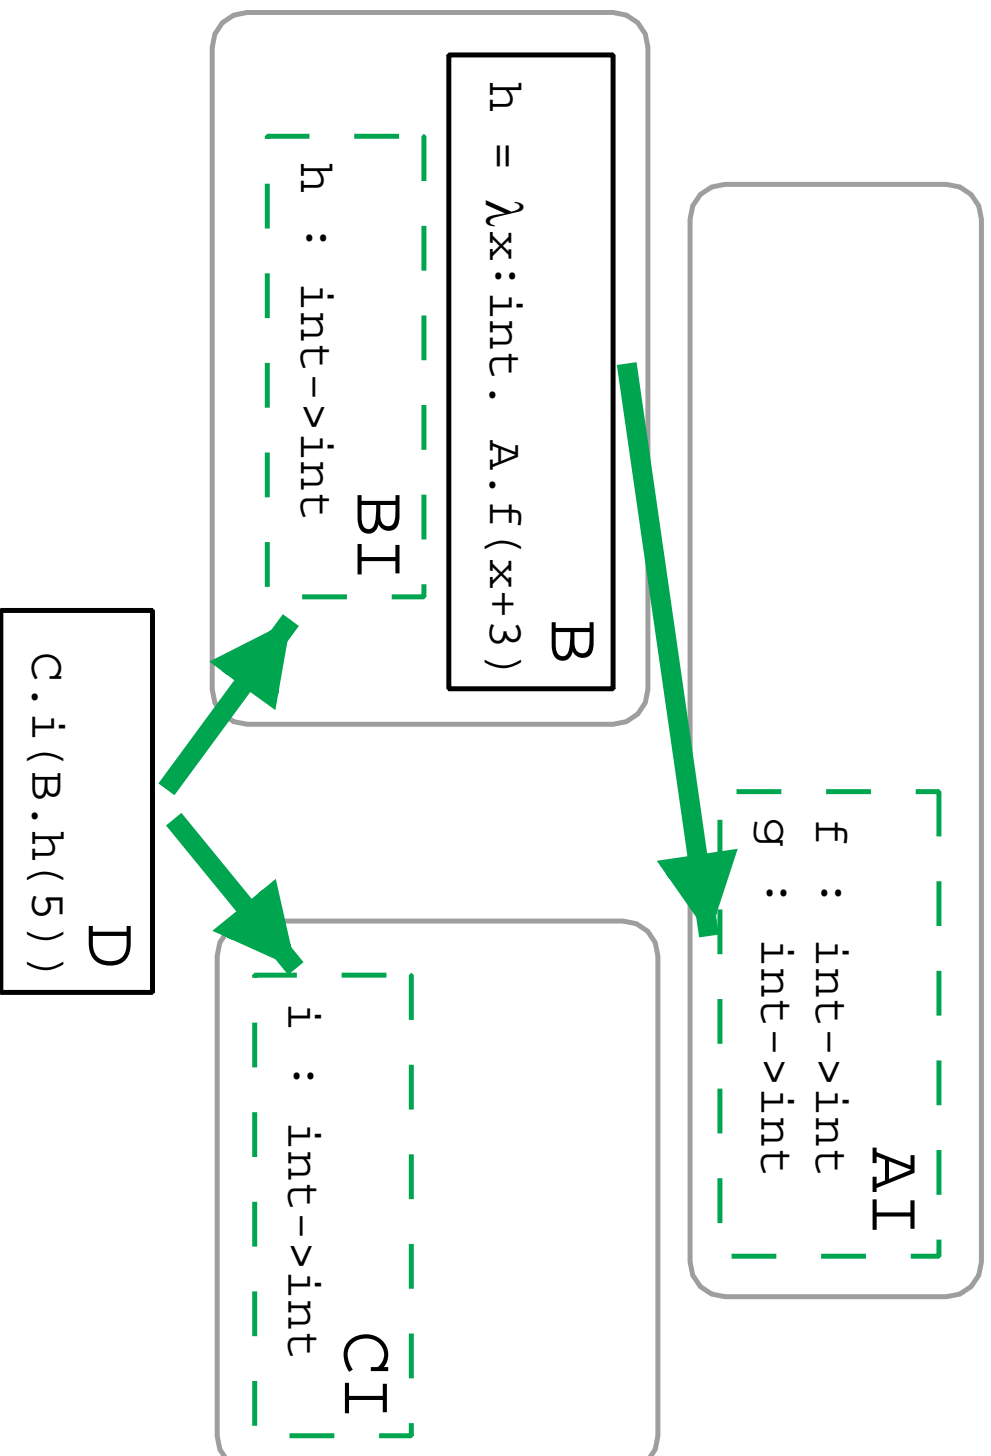 AI
f : int->int
g : int->int
B
h = λx:int. A.f(x+3)
BI
h : int->int
CI
i : int->int
D
C.i(B.h(5))